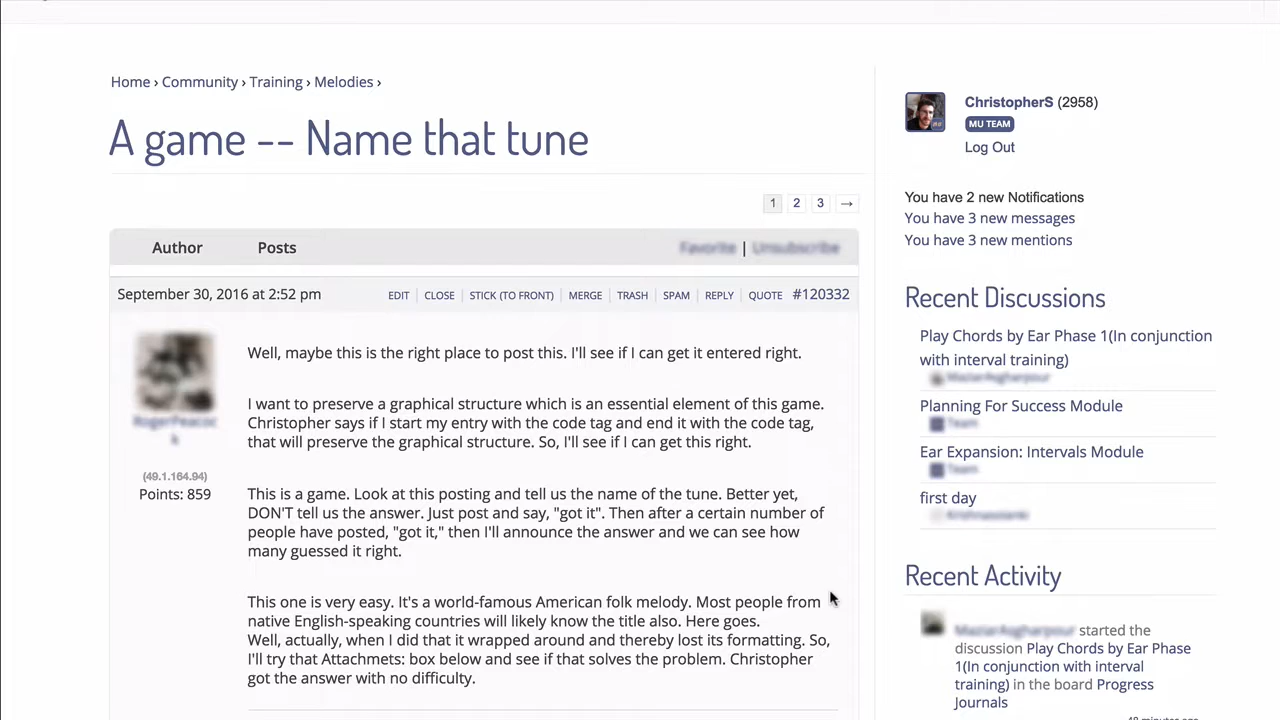 Home › Community › Training › Melodies ›
A game -- Name that tune
1 2 3 →
Author Posts |
September 30, 2016 at 2:52 pm EDIT | CLOSE | STICK (TO FRONT) | MERGE | TRASH | SPAM | REPLY | QUOTE #120332
(49.1.164.94)
Points: 859
Well, maybe this is the right place to post this. I'll see if I can get it entered right.
I want to preserve a graphical structure which is an essential element of this game.
Christopher says if I start my entry with the code tag and end it with the code tag,
that will preserve the graphical structure. So, I'll see if I can get this right.
This is a game. Look at this posting and tell us the name of the tune. Better yet,
DON'T tell us the answer. Just post and say, "got it". Then after a certain number of
people have posted, "got it," then I'll announce the answer and we can see how
many guessed it right.
This one is very easy. It's a world-famous American folk melody. Most people from
native English-speaking countries will likely know the title also. Here goes.
Well, actually, when I did that it wrapped around and thereby lost its formatting. So,
I'll try that Attachmets: box below and see if that solves the problem. Christopher
got the answer with no difficulty.
ChristopherS (2958)
MU TEAM
Log Out
You have 2 new Notifications
You have 3 new messages
You have 3 new mentions
Recent Discussions
Play Chords by Ear Phase 1(In conjunction
with interval training)
Planning For Success Module
Team
Ear Expansion: Intervals Module
Team
first day
Recent Activity
started the
discussion Play Chords by Ear Phase
1(In conjunction with interval
training) in the board Progress
Journals